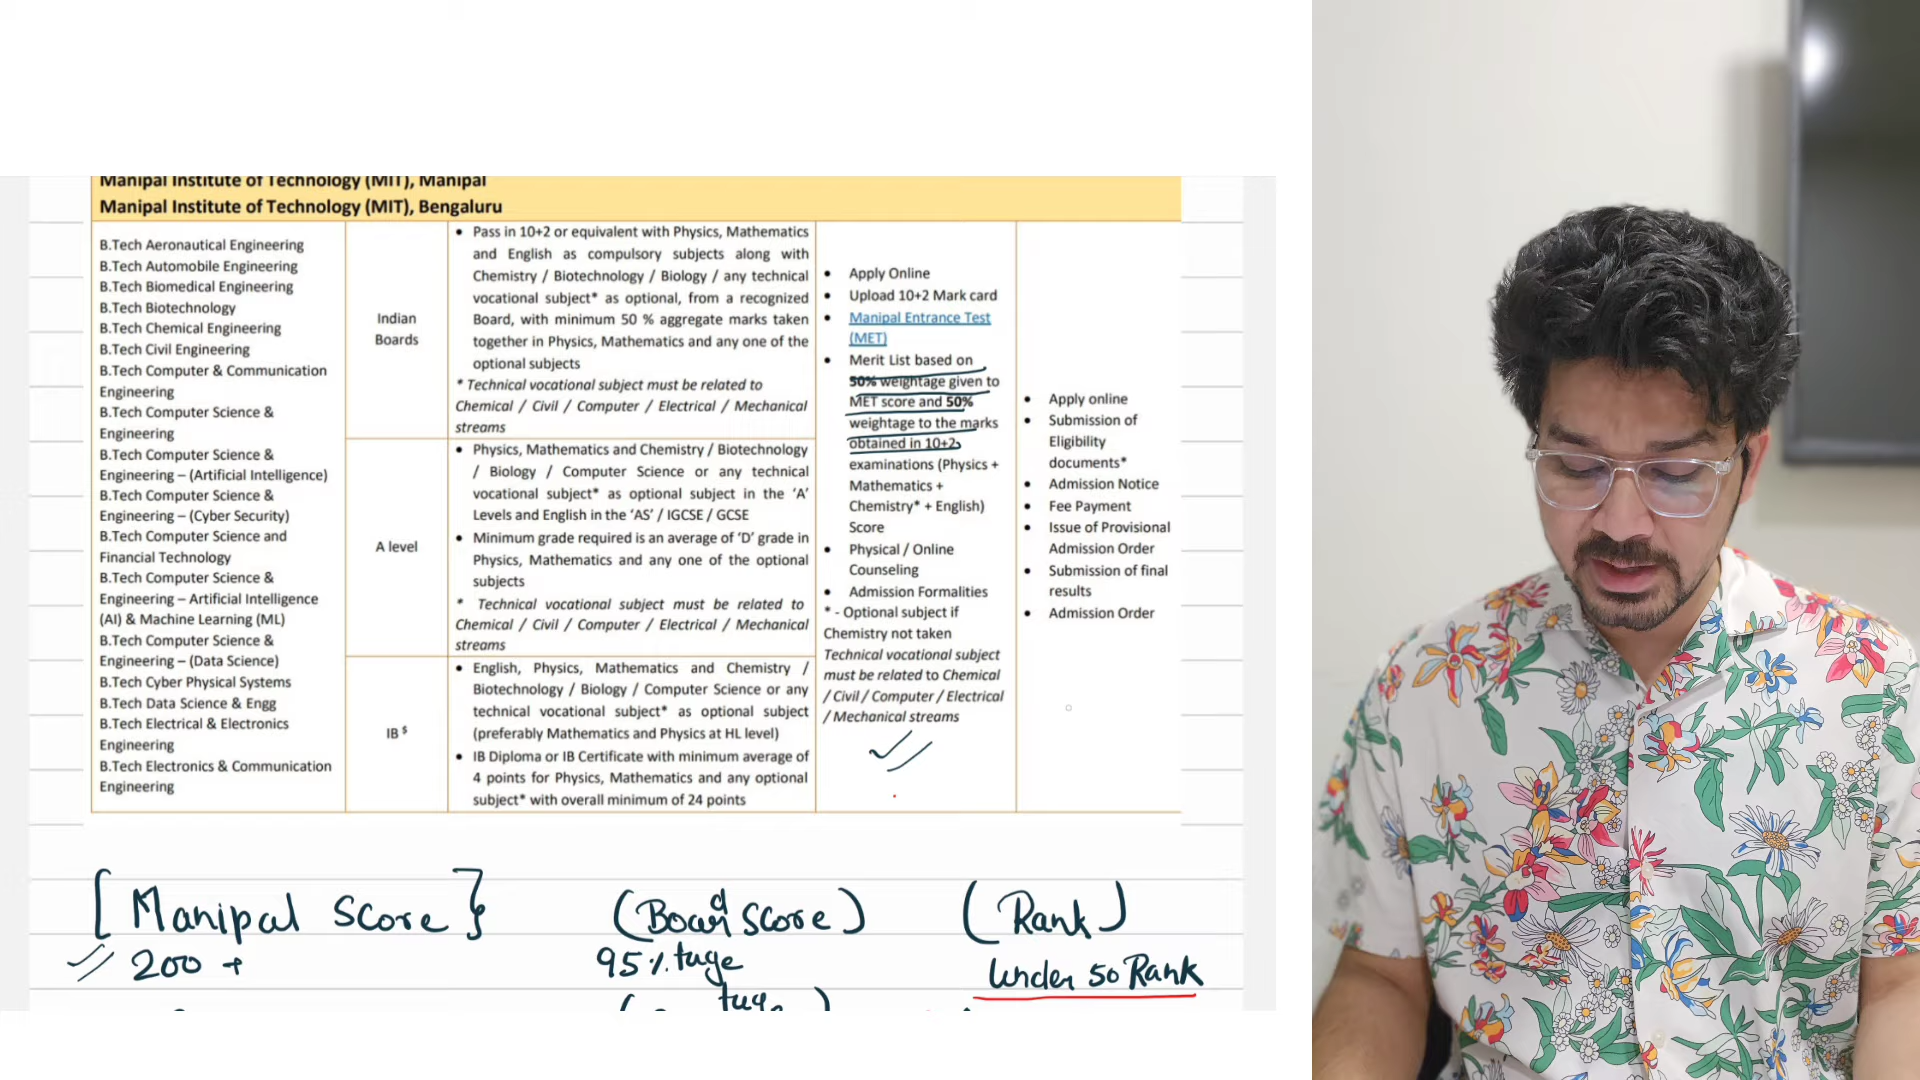 Manipal Institute of Technology (MIT), Manipal
Manipal Institute of Technology (MIT), Bengaluru
B.Tech Aeronautical Engineering
B.Tech Automobile Engineering
B.Tech Biomedical Engineering
B.Tech Biotechnology
B.Tech Chemical Engineering
B.Tech Civil Engineering
B.Tech Computer & Communication
Engineering
B.Tech Computer Science &
Engineering
B.Tech Computer Science &
Engineering – (Artificial Intelligence)
B.Tech Computer Science &
Engineering – (Cyber Security)
B.Tech Computer Science and
Financial Technology
B.Tech Computer Science &
Engineering – Artificial Intelligence
(AI) & Machine Learning (ML)
B.Tech Computer Science &
Engineering – (Data Science)
B.Tech Cyber Physical Systems
B.Tech Data Science & Engg
B.Tech Electrical & Electronics
Engineering
B.Tech Electronics & Communication
Engineering
Indian
Boards
• Pass in 10+2 or equivalent with Physics, Mathematics
and English as compulsory subjects along with
Chemistry / Biotechnology / Biology / any technical
vocational subject* as optional, from a recognized
Board, with minimum 50 % aggregate marks taken
together in Physics, Mathematics and any one of the
optional subjects
* Technical vocational subject must be related to
Chemical / Civil / Computer / Electrical / Mechanical
streams
A level
• Physics, Mathematics and Chemistry / Biotechnology
/ Biology / Computer Science or any technical
vocational subject* as optional subject in the ‘A’
Levels and English in the ‘AS’ / IGCSE / GCSE
• Minimum grade required is an average of ‘D’ grade in
Physics, Mathematics and any one of the optional
subjects
* Technical vocational subject must be related to
Chemical / Civil / Computer / Electrical / Mechanical
streams
IB $
• English, Physics, Mathematics and Chemistry /
Biotechnology / Biology / Computer Science or any
technical vocational subject* as optional subject
(preferably Mathematics and Physics at HL level)
• IB Diploma or IB Certificate with minimum average of
4 points for Physics, Mathematics and any optional
subject* with overall minimum of 24 points
• Apply Online
• Upload 10+2 Mark card
• Manipal Entrance Test
(MET)
• Merit List based on
50% weightage given to
MET score and 50%
weightage to the marks
obtained in 10+2
examinations (Physics +
Mathematics +
Chemistry* + English)
Score
• Physical / Online
Counseling
• Admission Formalities
* - Optional subject if
Chemistry not taken
Technical vocational subject
must be related to Chemical
/ Civil / Computer / Electrical
/ Mechanical streams
• Apply online
• Submission of
Eligibility
documents*
• Admission Notice
• Fee Payment
• Issue of Provisional
Admission Order
• Submission of final
results
• Admission Order
[Manipal Score} (Board Score) (Rank)
200 + 95%tage Under 50 Rank